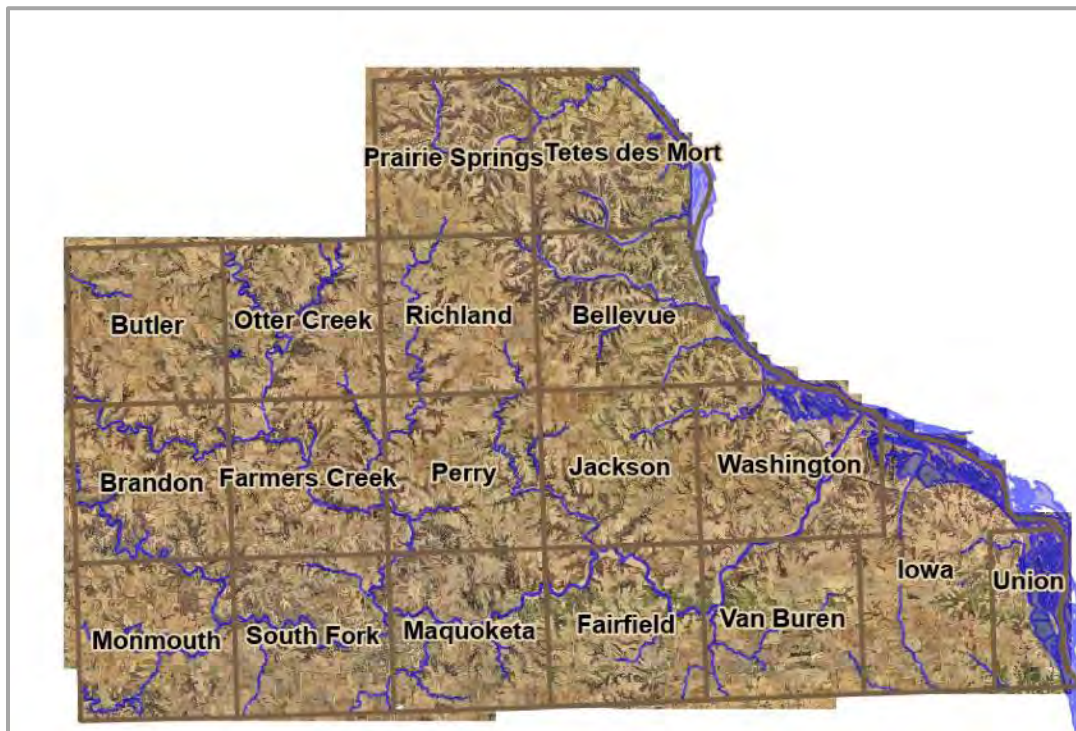 Prairie Springs
Tetes des Mort
Butler
Otter Creek
Richland
Bellevue
Brandon
Farmers Creek
Perry
Jackson
Washington
Iowa
Union
Monmouth
South Fork
Maquoketa
Fairfield
Van Buren